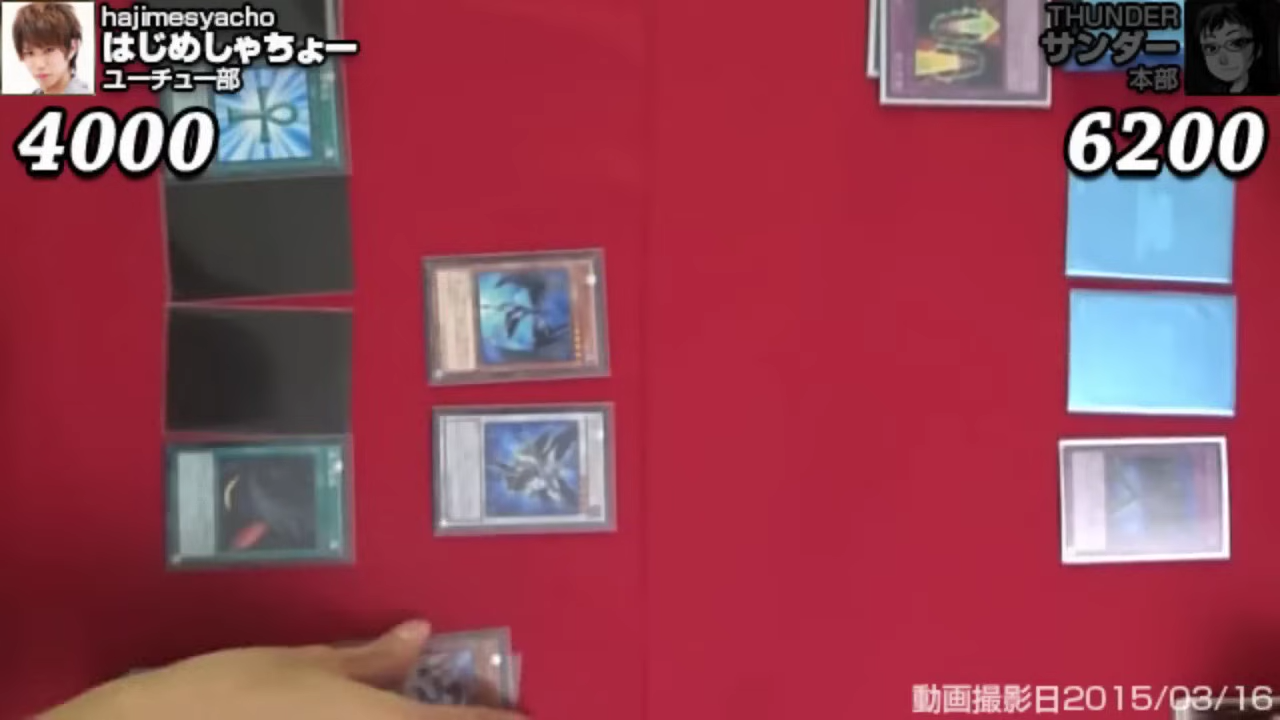 hajimesyacho
はじめしゃちょー
ユーチュー部
4000
THUNDER
サンダー
本部
6200
動画撮影日2015/03/16